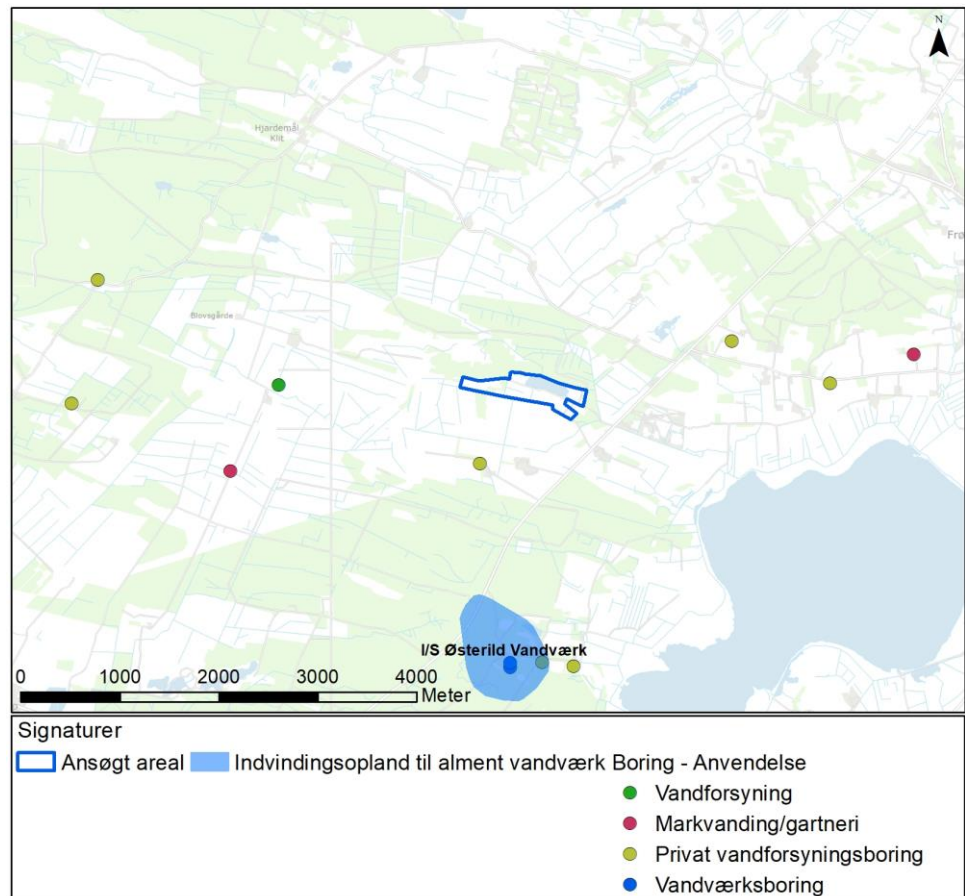 N
Hjardemål
Klit
Frø
Blovsgårde
I/S Østerild Vandværk
0 1000 2000 3000 4000
Meter
Signaturer
Ansøgt areal Indvindingsopland til alment vandværk Boring - Anvendelse
Vandforsyning
Markvanding/gartneri
Privat vandforsyningsboring
Vandværksboring